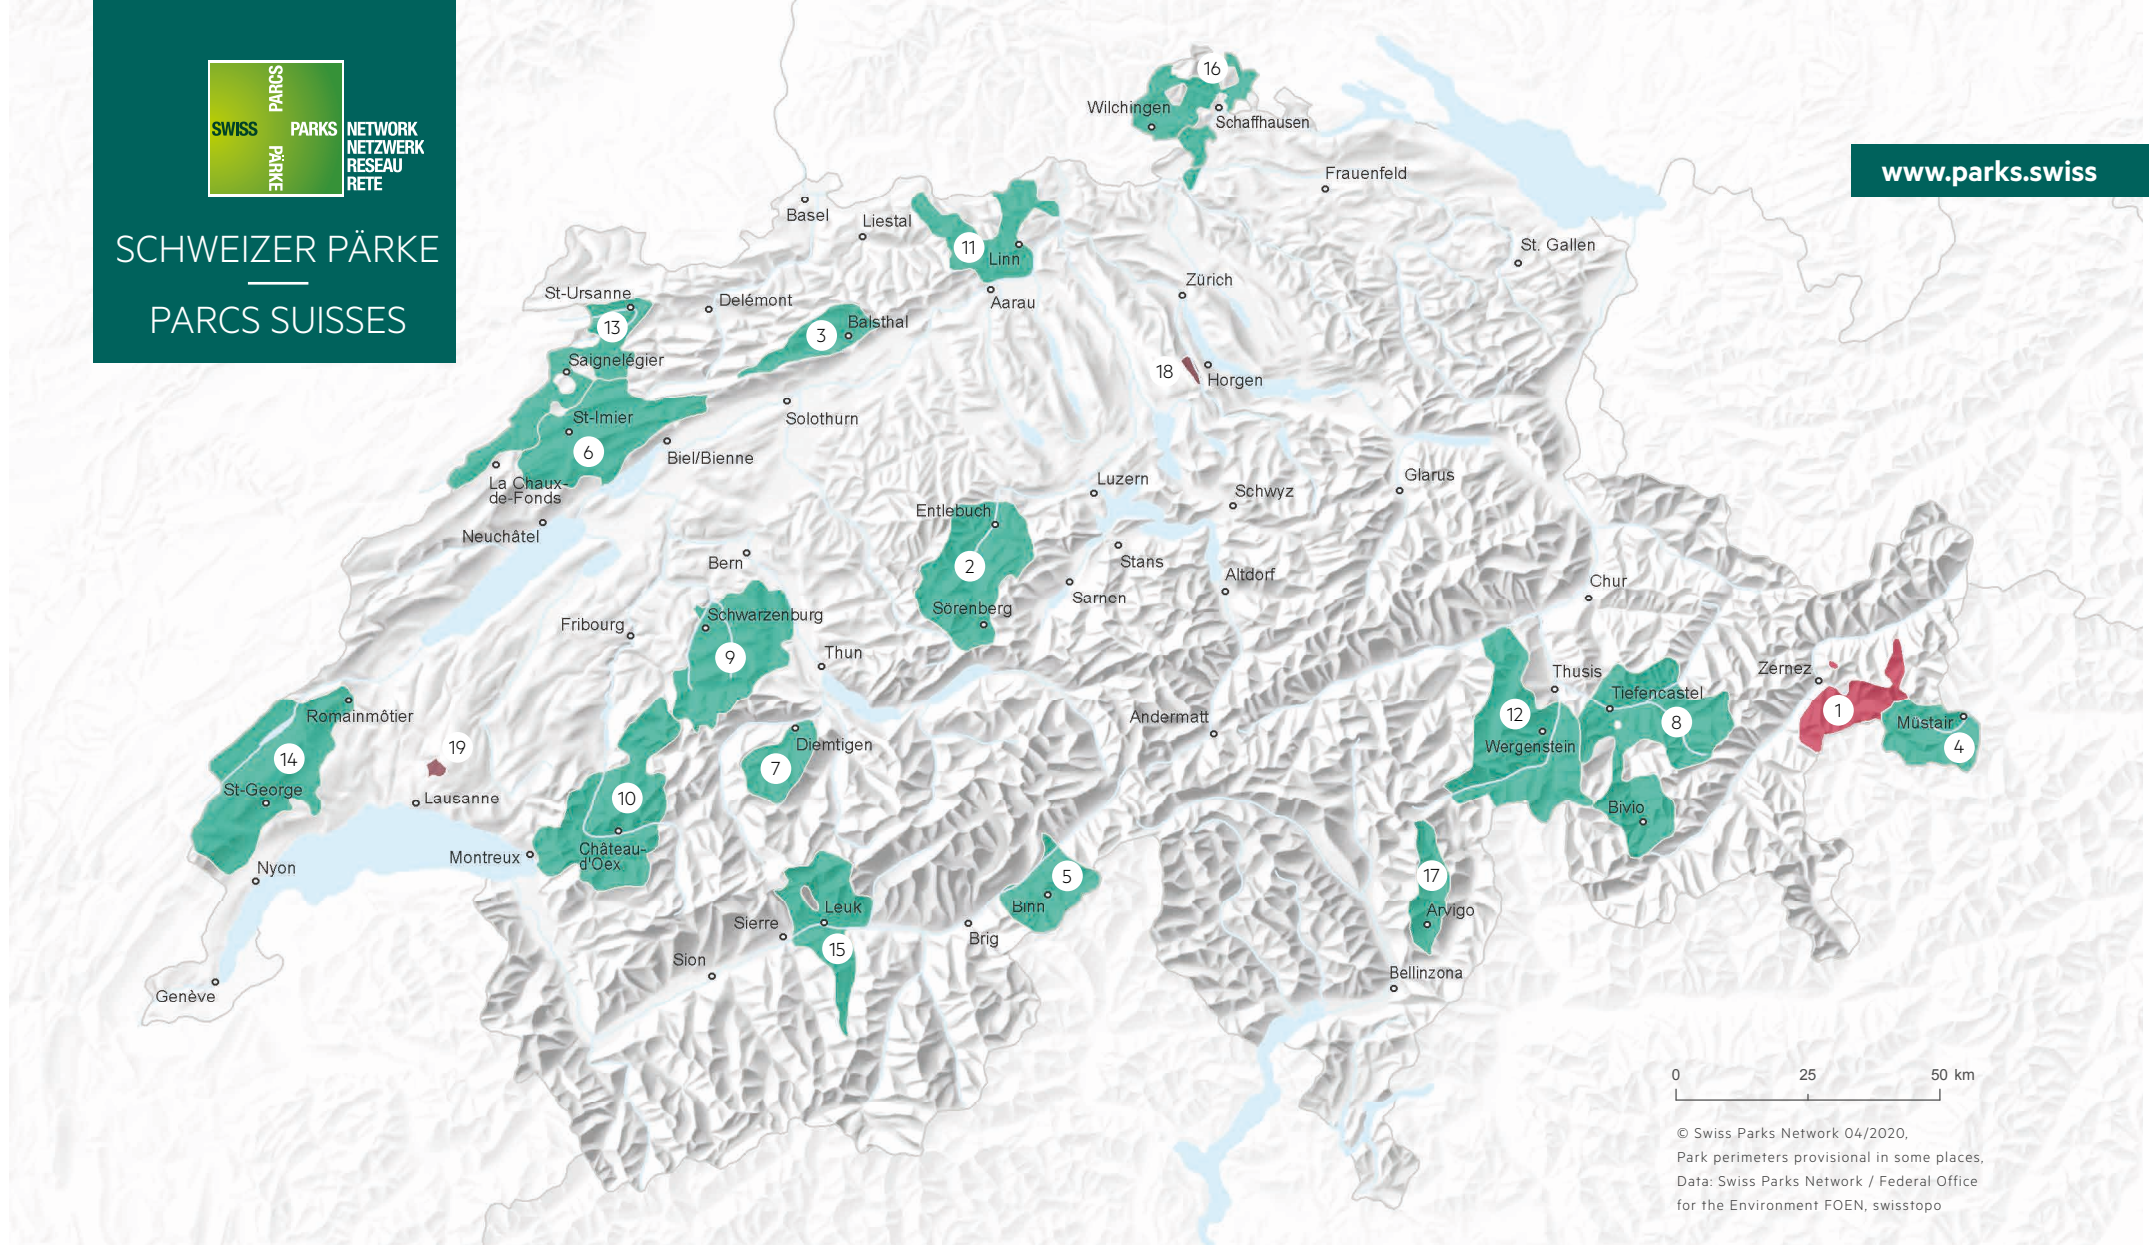 SWISS
PARCS
PARKS
PÄRKE
NETWORK
NETZWERK
RESEAU
RETE
SCHWEIZER PÄRKE
PARCS SUISSES
www.parks.swiss
16
Wilchingen
Schaffhausen
Frauenfeld
Basel
Liestal
11
Linn
Aarau
St. Gallen
Zürich
St-Ursanne
Delémont
13
3
Balsthal
Saignelégier
18
Horgen
St-Imier
Solothurn
6
Biel/Bienne
La Chaux-
de-Fonds
Neuchâtel
Luzern
Schwyz
Glarus
Entlebuch
2
Sörenberg
Stans
Sarnen
Altdorf
Chur
Bern
Schwarzenburg
Fribourg
9
Thun
Zernez
1
Müstair
4
Thusis
Tiefencastel
12
8
Wergenstein
Bivio
Andermatt
Romainmôtier
14
St-George
19
Lausanne
Diemtigen
7
10
Château-
d'Oex
Montreux
Nyon
5
Binn
17
Arvigo
Leuk
Sierre
15
Brig
Sion
Bellinzona
Genève
0 25 50 km
© Swiss Parks Network 04/2020,
Park perimeters provisional in some places,
Data: Swiss Parks Network / Federal Office
for the Environment FOEN, swisstopo